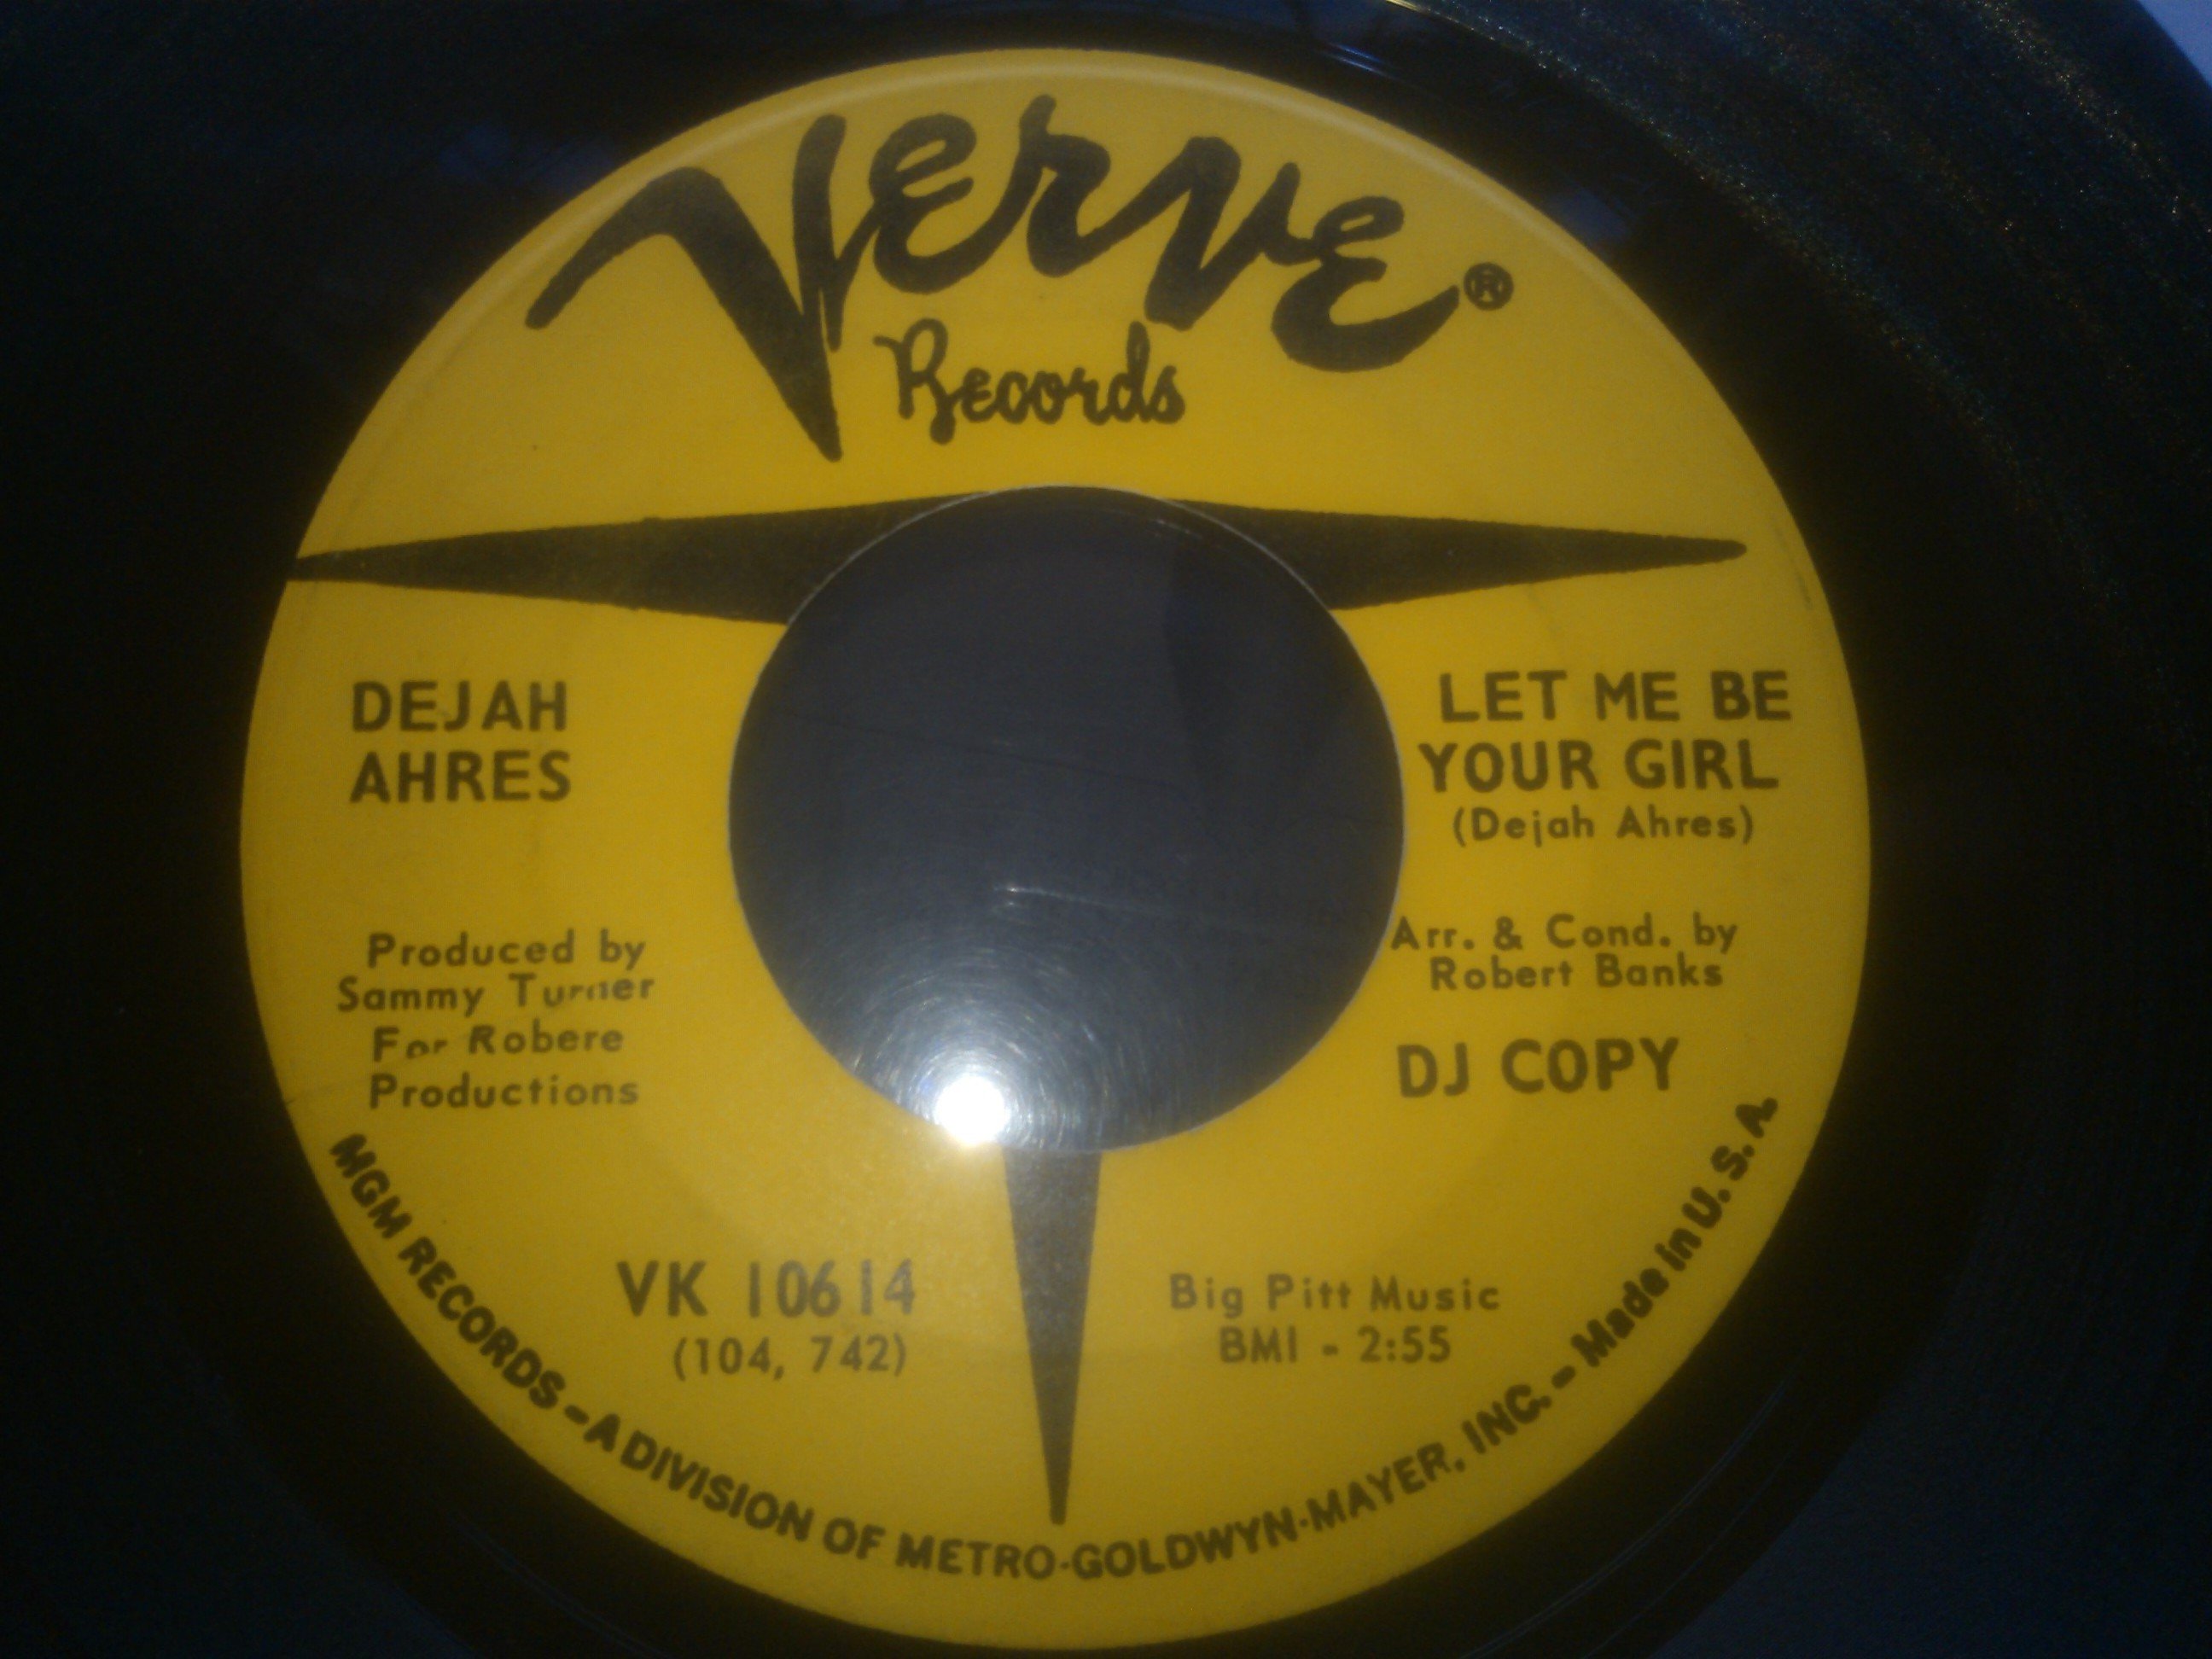 Verve®
Records
DEJAH
AHRES
LET ME BE
YOUR GIRL
(Dejah Ahres)
Produced by
Sammy Turner
For Robere
Productions
Arr. & Cond. by
Robert Banks
DJ COPY
VK 10614
(104, 742)
Big Pitt Music
BMI - 2:55
MGM RECORDS - A DIVISION OF METRO-GOLDWYN-MAYER, INC. - Made in U.S.A.